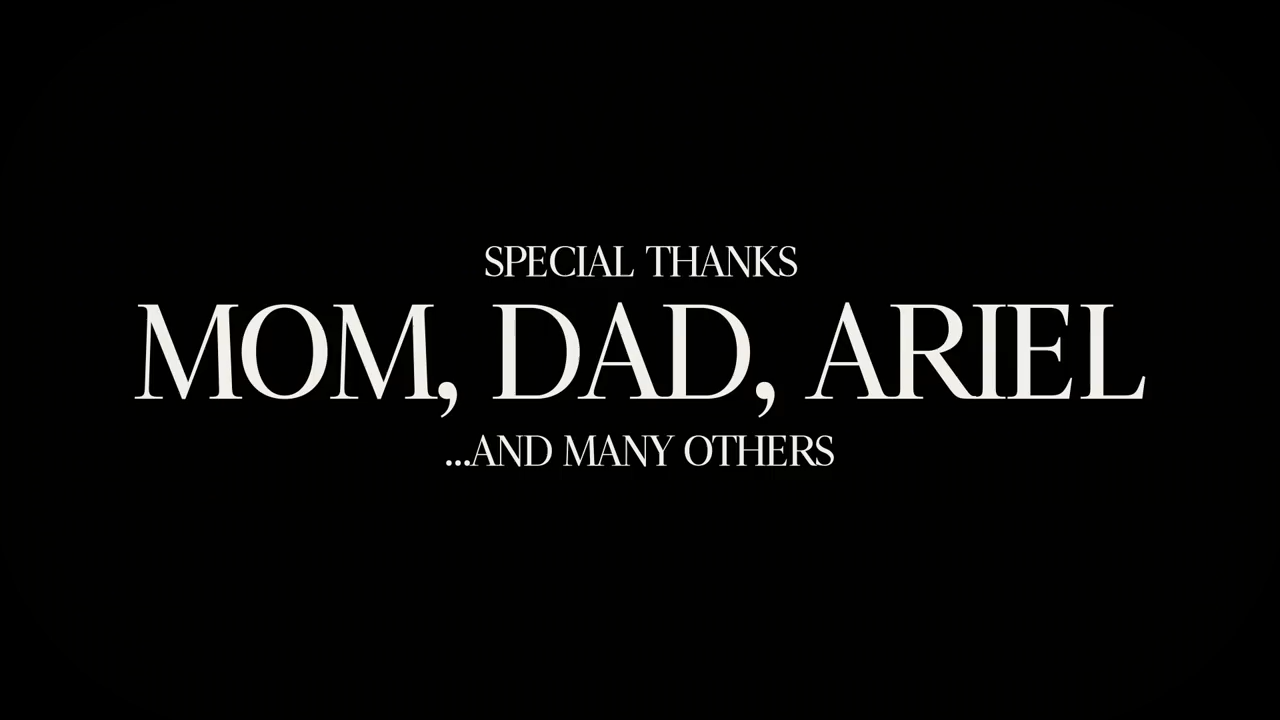 SPECIAL THANKS
MOM, DAD, ARIEL
...AND MANY OTHERS